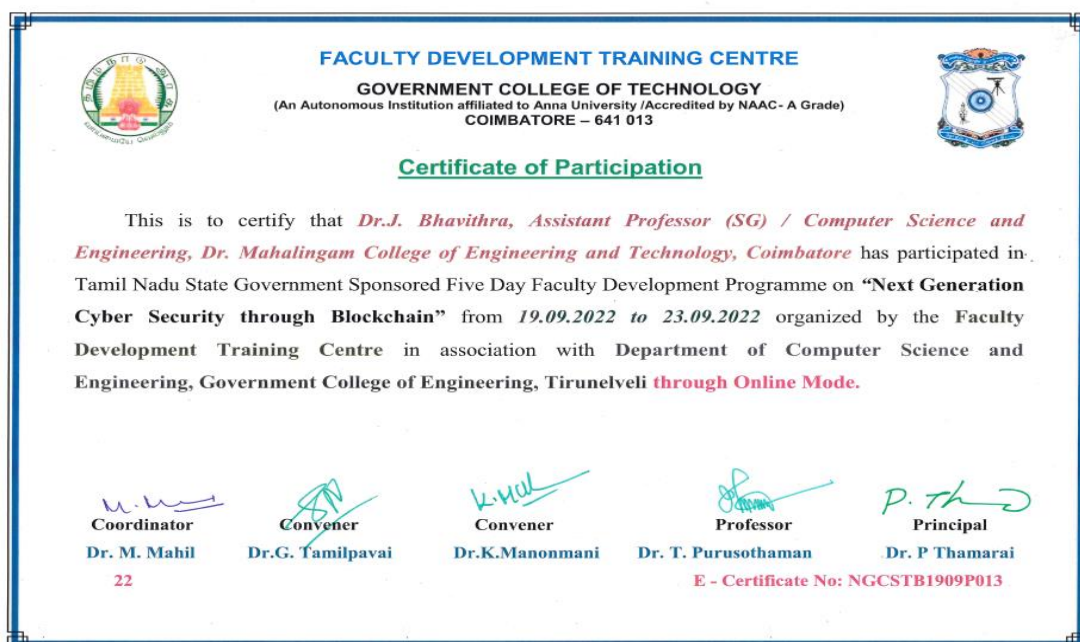 FACULTY DEVELOPMENT TRAINING CENTRE
GOVERNMENT COLLEGE OF TECHNOLOGY
(An Autonomous Institution affiliated to Anna University /Accredited by NAAC- A Grade)
COIMBATORE – 641 013
Certificate of Participation
This is to certify that Dr.J. Bhavithra, Assistant Professor (SG) / Computer Science and
Engineering, Dr. Mahalingam College of Engineering and Technology, Coimbatore has participated in
Tamil Nadu State Government Sponsored Five Day Faculty Development Programme on “Next Generation
Cyber Security through Blockchain” from 19.09.2022 to 23.09.2022 organized by the Faculty
Development Training Centre in association with Department of Computer Science and
Engineering, Government College of Engineering, Tirunelveli through Online Mode.
Coordinator Convener Convener Professor Principal
Dr. M. Mahil Dr.G. Tamilpavai Dr.K.Manonmani Dr. T. Purusothaman Dr. P Thamarai
22 E - Certificate No: NGCSTB1909P013